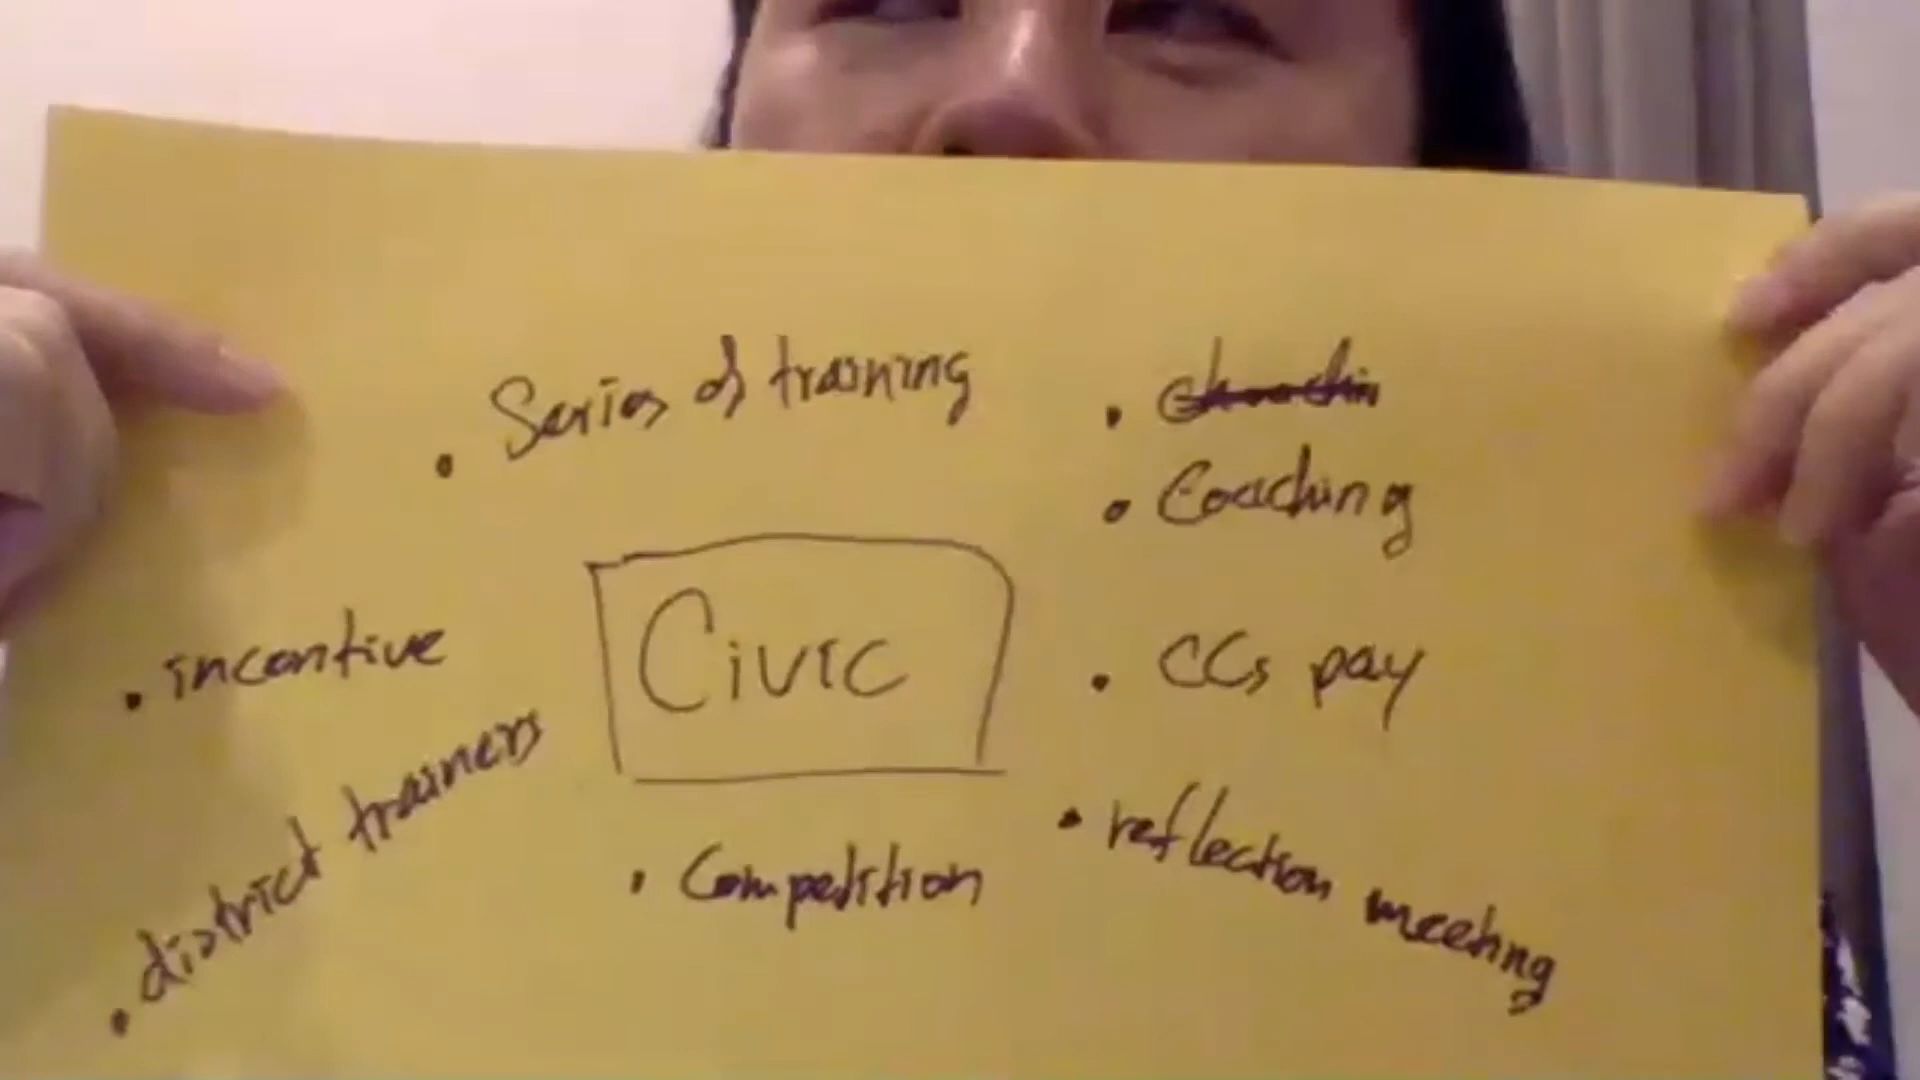 • Series of training
• Coaching
• incentive
Civic
• CCs pay
• district trainers
• Competition
• reflection meeting